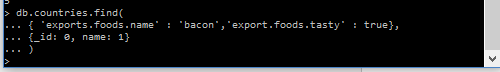 > db.countries.find(
... { 'exports.foods.name' : 'bacon','export.foods.tasty' : true},
... {_id: 0, name: 1}
... )
>